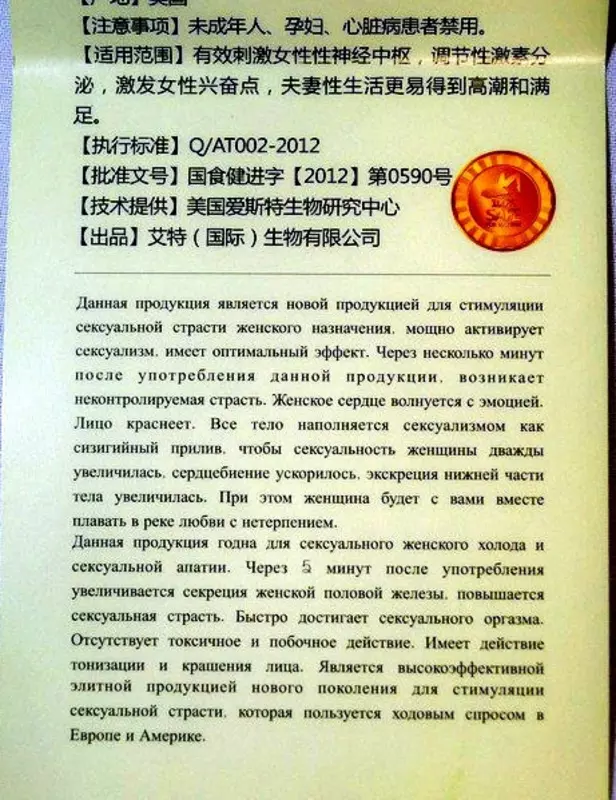 【产地】美国
【注意事项】未成年人、孕妇、心脏病患者禁用。
【适用范围】有效刺激女性性神经中枢，调节性激素分
泌，激发女性兴奋点，夫妻性生活更易得到高潮和满
足。
【执行标准】Q/AT002-2012
【批准文号】国食健进字【2012】第0590号
【技术提供】美国爱斯特生物研究中心
【出品】艾特（国际）生物有限公司
SAFE
Данная продукция является новой продукцией для стимуляции
сексуальной страсти женского назначения, мощно активирует
сексуализм, имеет оптимальный эффект. Через несколько минут
после употребления данной продукции, возникает
неконтролируемая страсть. Женское сердце волнуется с эмоцией.
Лицо краснеет. Все тело наполняется сексуализмом как
сизигийный прилив, чтобы сексуальность женщины дважды
увеличилась, сердцебиение ускорилось, экскреция нижней части
тела увеличилась. При этом женщина будет с вами вместе
плавать в реке любви с нетерпением.
Данная продукция годна для сексуального женского холода и
сексуальной апатии. Через 5 минут после употребления
увеличивается секреция женской половой железы, повышается
сексуальная страсть. Быстро достигает сексуального оргазма.
Отсутствует токсичное и побочное действие. Имеет действие
тонизации и крашения лица. Является высокоэффективной
элитной продукцией нового поколения для стимуляции
сексуальной страсти, которая пользуется ходовым спросом в
Европе и Америке.